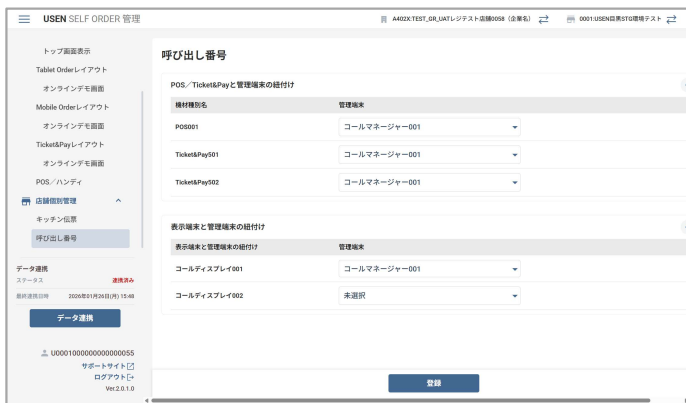 USEN SELF ORDER 管理
A402X:TEST_GR_UATレジテスト店舗0058（企業名）
0001:USEN目黒STG環境テスト
トップ画面表示
Tablet Orderレイアウト
オンラインデモ画面
Mobile Orderレイアウト
オンラインデモ画面
Ticket&Payレイアウト
オンラインデモ画面
POS／ハンディ
店舗個別管理
キッチン伝票
呼び出し番号
データ連携
ステータス 連携済み
最終連携日時 2026年01月26日(月) 15:48
データ連携
U0001000000000000055
サポートサイト
ログアウト
Ver.2.0.1.0
呼び出し番号
POS／Ticket&Payと管理端末の紐付け
機材種別名 管理端末
POS001 コールマネージャー001
Ticket&Pay501 コールマネージャー001
Ticket&Pay502 コールマネージャー001
表示端末と管理端末の紐付け
表示端末と管理端末の紐付け 管理端末
コールディスプレイ001 コールマネージャー001
コールディスプレイ002 未選択
登録